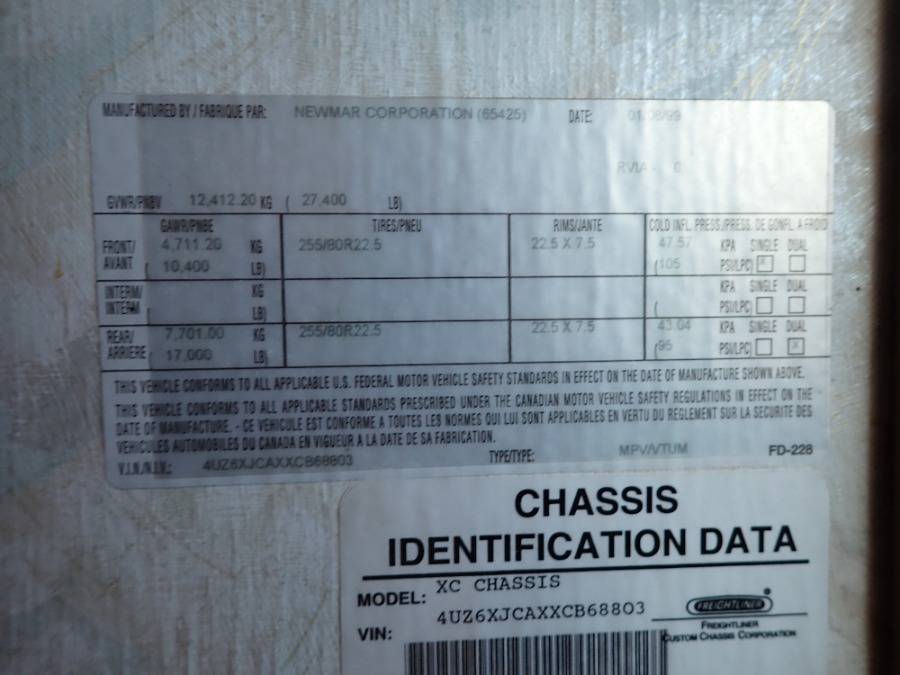 MANUFACTURED BY / FABRIQUE PAR: NEWMAR CORPORATION (65425) DATE: 01/08/99
RVIA 0
GVWR/PNBV 12,412.20 KG ( 27,400 LB)
GAWR/PNBE TIRES/PNEU RIMS/JANTE COLD INFL. PRESS./PRESS. DE GONFL. A FROID
FRONT/ 4,711.20 KG 255/80R22.5 22.5 X 7.5 47.57 KPA SINGLE DUAL
AVANT ( 10,400 LB) (105 PSI/LPC) X
INTERM/ KG KPA SINGLE DUAL
INTERM ( LB) ( PSI/LPC)
REAR/ 7,701.00 KG 255/80R22.5 22.5 X 7.5 43.04 KPA SINGLE DUAL
ARRIERE ( 17,000 LB) (95 PSI/LPC) X
THIS VEHICLE CONFORMS TO ALL APPLICABLE U.S. FEDERAL MOTOR VEHICLE SAFETY STANDARDS IN EFFECT ON THE DATE OF MANUFACTURE SHOWN ABOVE.
THIS VEHICLE CONFORMS TO ALL APPLICABLE STANDARDS PRESCRIBED UNDER THE CANADIAN MOTOR VEHICLE SAFETY REGULATIONS IN EFFECT ON THE
DATE OF MANUFACTURE. - CE VEHICULE EST CONFORME A TOUTES LES NORMES QUI LUI SONT APPLICABLES EN VERTU DU REGLEMENT SUR LA SECURITE DES
VEHICULES AUTOMOBILES DU CANADA EN VIGUEUR A LA DATE DE SA FABRICATION.
V.I.N./N.I.V.: 4UZ6XJCAXXCB68803 TYPE/TYPE: MPV/VTUM FD-228
CHASSIS
IDENTIFICATION DATA
MODEL: XC CHASSIS
VIN: 4UZ6XJCAXXCB68803
FREIGHTLINER
FREIGHTLINER
CUSTOM CHASSIS CORPORATION